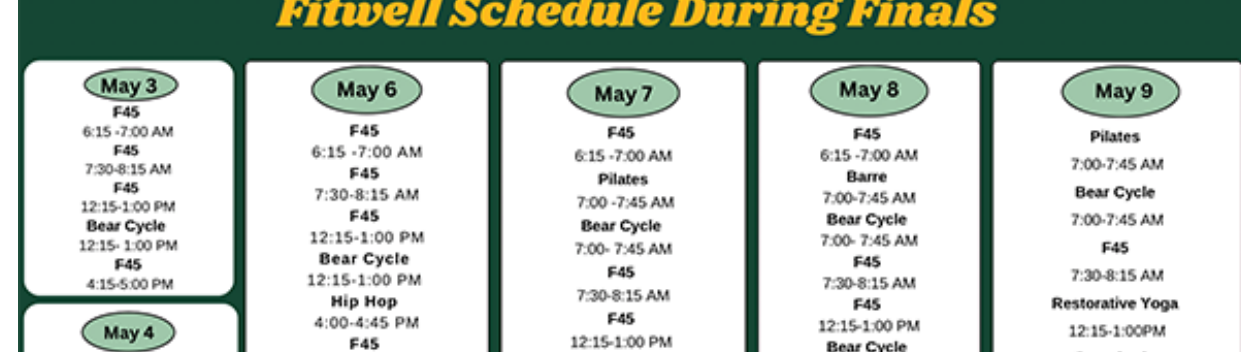 Fitwell Schedule During Finals
May 3
F45
6:15 -7:00 AM
F45
7:30-8:15 AM
F45
12:15-1:00 PM
Bear Cycle
12:15- 1:00 PM
F45
4:15-5:00 PM
May 4
May 6
F45
6:15 -7:00 AM
F45
7:30-8:15 AM
F45
12:15-1:00 PM
Bear Cycle
12:15-1:00 PM
Hip Hop
4:00-4:45 PM
F45
May 7
F45
6:15 -7:00 AM
Pilates
7:00 -7:45 AM
Bear Cycle
7:00- 7:45 AM
F45
7:30-8:15 AM
F45
12:15-1:00 PM
May 8
F45
6:15 -7:00 AM
Barre
7:00-7:45 AM
Bear Cycle
7:00- 7:45 AM
F45
7:30-8:15 AM
F45
12:15-1:00 PM
Bear Cycle
May 9
Pilates
7:00-7:45 AM
Bear Cycle
7:00-7:45 AM
F45
7:30-8:15 AM
Restorative Yoga
12:15-1:00PM